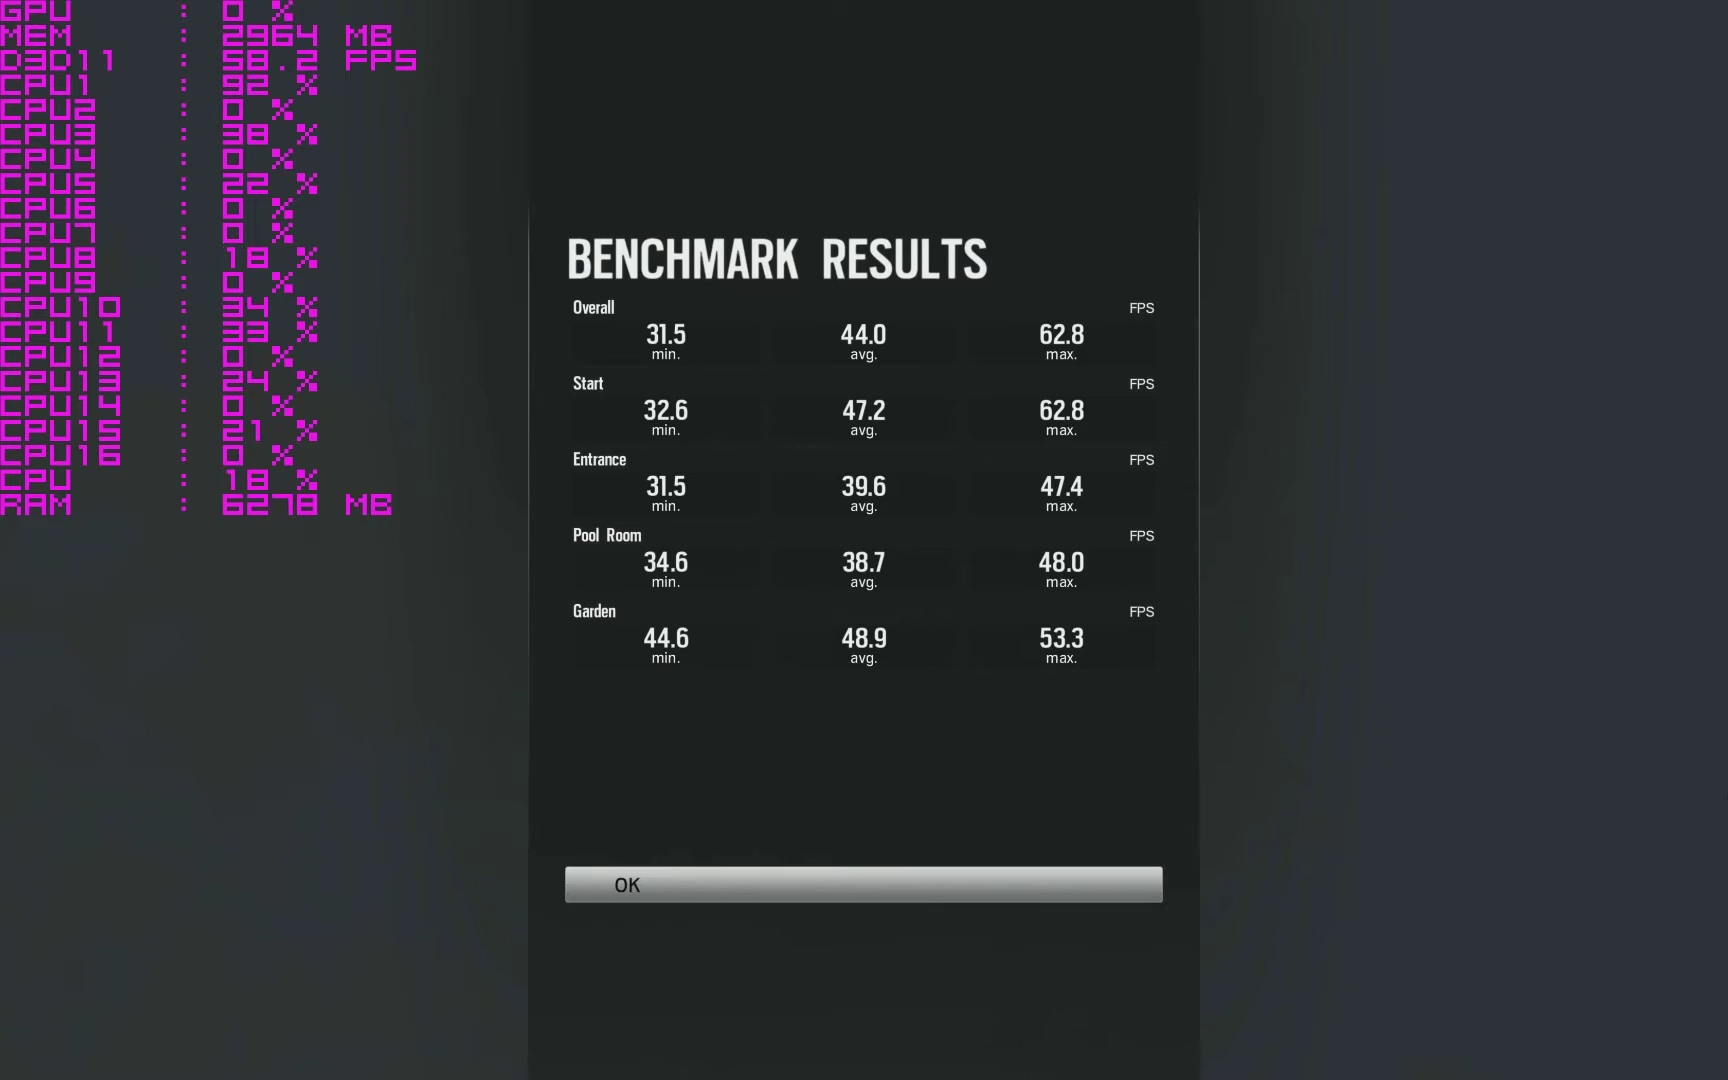 GPU : 0 %
MEM : 2964 MB
D3D11 : 58.2 FPS
CPU1 : 92 %
CPU2 : 0 %
CPU3 : 38 %
CPU4 : 0 %
CPU5 : 22 %
CPU6 : 0 %
CPU7 : 0 %
CPU8 : 18 %
CPU9 : 0 %
CPU10 : 34 %
CPU11 : 33 %
CPU12 : 0 %
CPU13 : 24 %
CPU14 : 0 %
CPU15 : 21 %
CPU16 : 0 %
CPU : 18 %
RAM : 6278 MB
BENCHMARK RESULTS
Overall FPS
31.5 44.0 62.8
min. avg. max.
Start FPS
32.6 47.2 62.8
min. avg. max.
Entrance FPS
31.5 39.6 47.4
min. avg. max.
Pool Room FPS
34.6 38.7 48.0
min. avg. max.
Garden FPS
44.6 48.9 53.3
min. avg. max.
OK